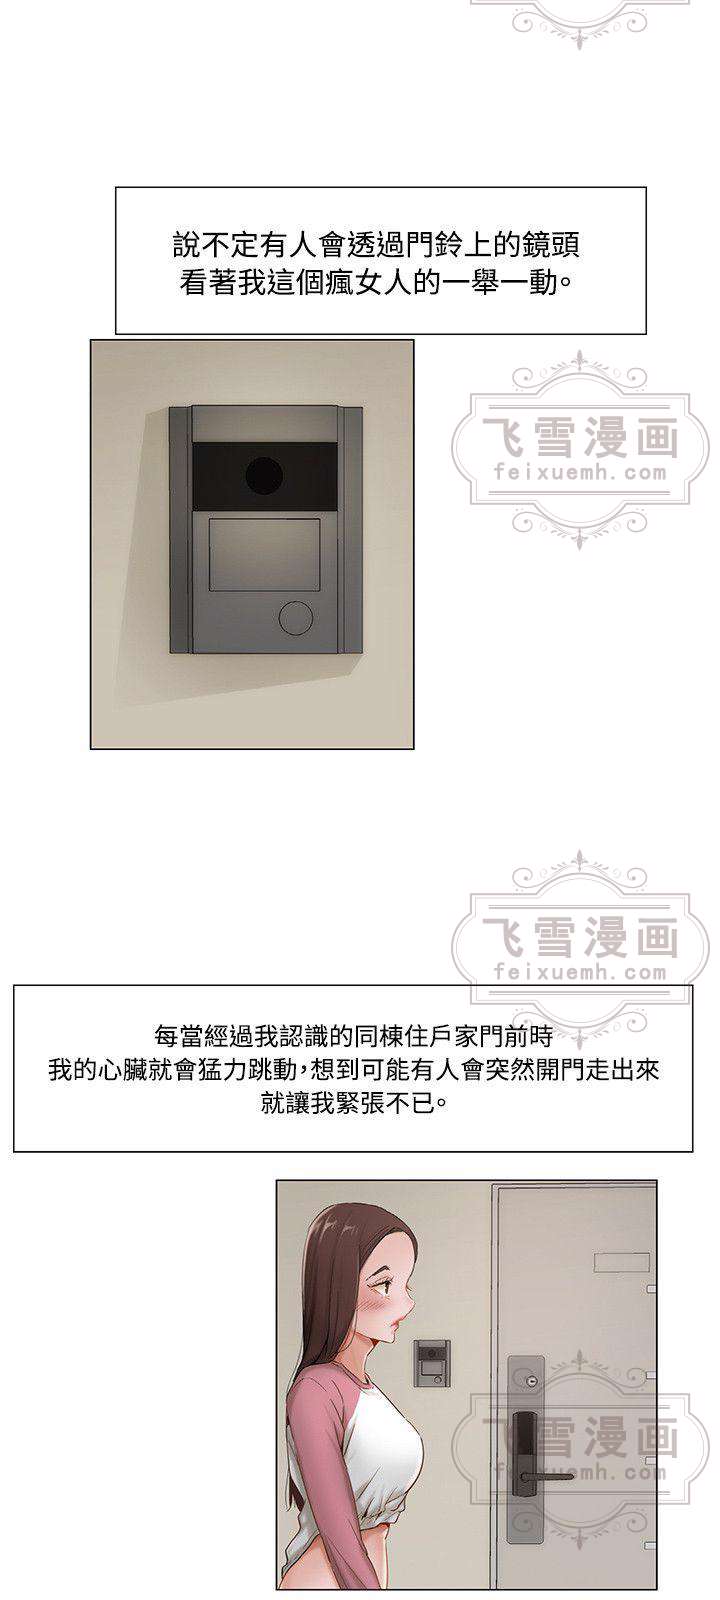 說不定有人會透過門鈴上的鏡頭
看著我這個瘋女人的一舉一動。
飞雪漫画
feixuemh.com
飞雪漫画
feixuemh.com
每當經過我認識的同棟住戶家門前時
我的心臟就會猛力跳動，想到可能有人會突然開門走出來
就讓我緊張不已。
飞雪漫画
feixuemh.com